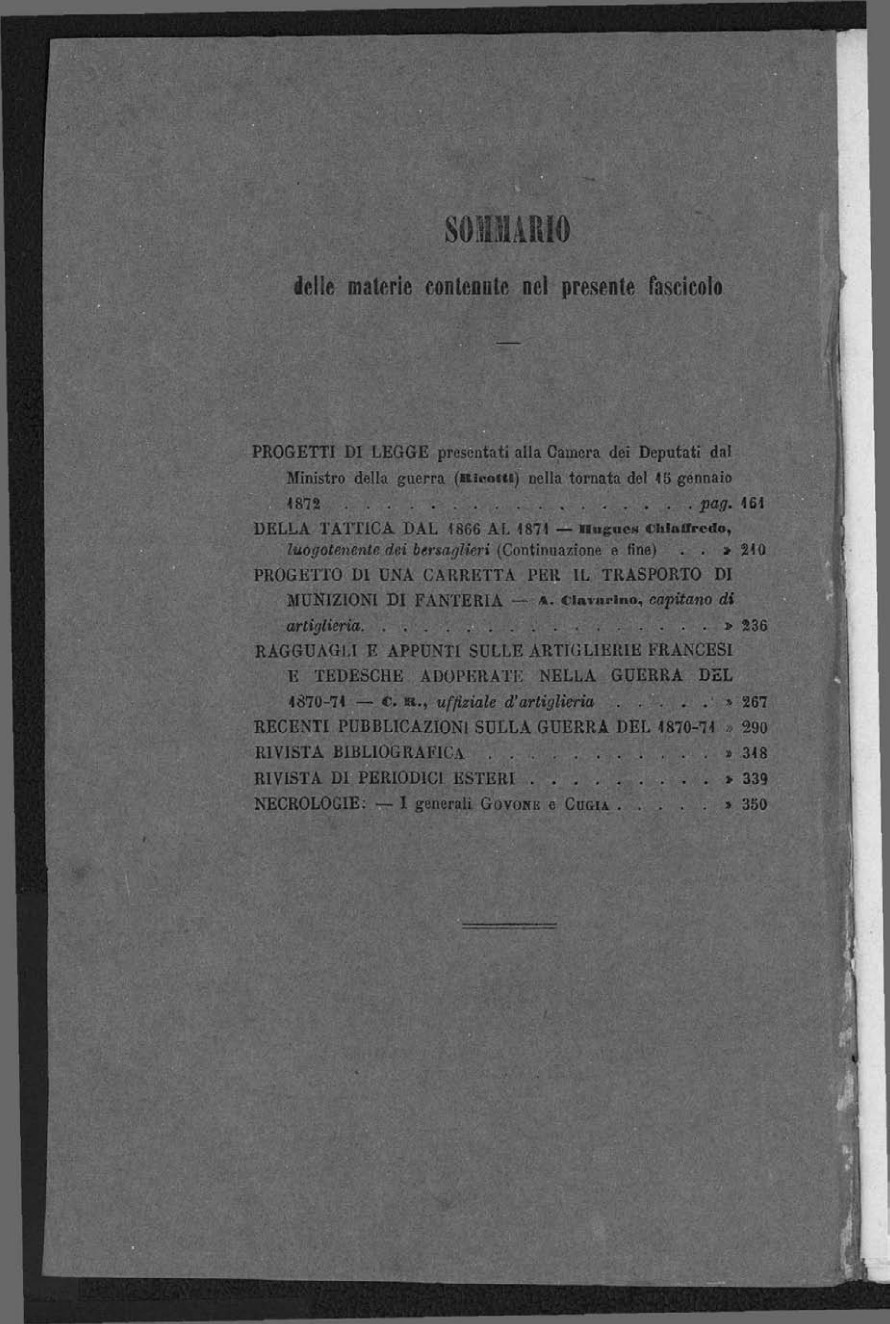 SOMMARIO
delle materie contenute nel presente fascicolo
PROGETTI DI LEGGE presentati alla Camera dei Deputati dal
Ministro della guerra (Ricotti) nella tornata del 15 gennaio
1872 . . . . . . . . . . . . . . . . . pag. 161
DELLA TATTICA DAL 1866 AL 1871 — Hugues Chiaffredo,
luogotenente dei bersaglieri (Continuazione e fine) . . » 210
PROGETTO DI UNA CARRETTA PER IL TRASPORTO DI
MUNIZIONI DI FANTERIA — A. Clavarino, capitano di
artiglieria. . . . . . . . . . . . . . . . . » 236
RAGGUAGLI E APPUNTI SULLE ARTIGLIERIE FRANCESI
E TEDESCHE ADOPERATE NELLA GUERRA DEL
1870-71 — C. R., uffiziale d'artiglieria . . . . . » 267
RECENTI PUBBLICAZIONI SULLA GUERRA DEL 1870-71 » 290
RIVISTA BIBLIOGRAFICA . . . . . . . . . . . » 318
RIVISTA DI PERIODICI ESTERI . . . . . . . . . » 339
NECROLOGIE: — I generali GOVONE e CUGIA . . . . . » 350